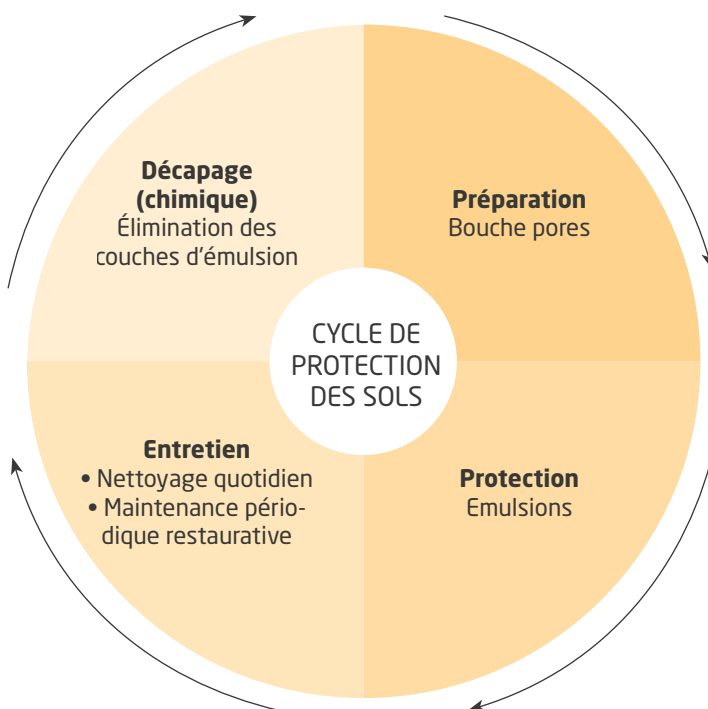 Décapage
(chimique)
Élimination des
couches d'émulsion
Préparation
Bouche pores
CYCLE DE
PROTECTION
DES SOLS
Entretien
• Nettoyage quotidien
• Maintenance pério-
dique restaurative
Protection
Emulsions